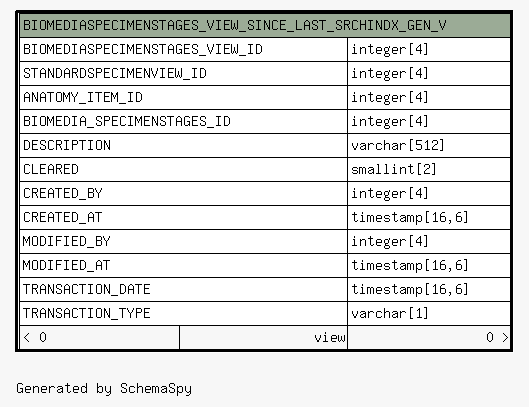 BIOMEDIASPECIMENSTAGES_VIEW_SINCE_LAST_SRCHINDX_GEN_V
BIOMEDIASPECIMENSTAGES_VIEW_ID integer[4]
STANDARDSPECIMENVIEW_ID integer[4]
ANATOMY_ITEM_ID integer[4]
BIOMEDIA_SPECIMENSTAGES_ID integer[4]
DESCRIPTION varchar[512]
CLEARED smallint[2]
CREATED_BY integer[4]
CREATED_AT timestamp[16,6]
MODIFIED_BY integer[4]
MODIFIED_AT timestamp[16,6]
TRANSACTION_DATE timestamp[16,6]
TRANSACTION_TYPE varchar[1]
< 0 view 0 >
Generated by SchemaSpy